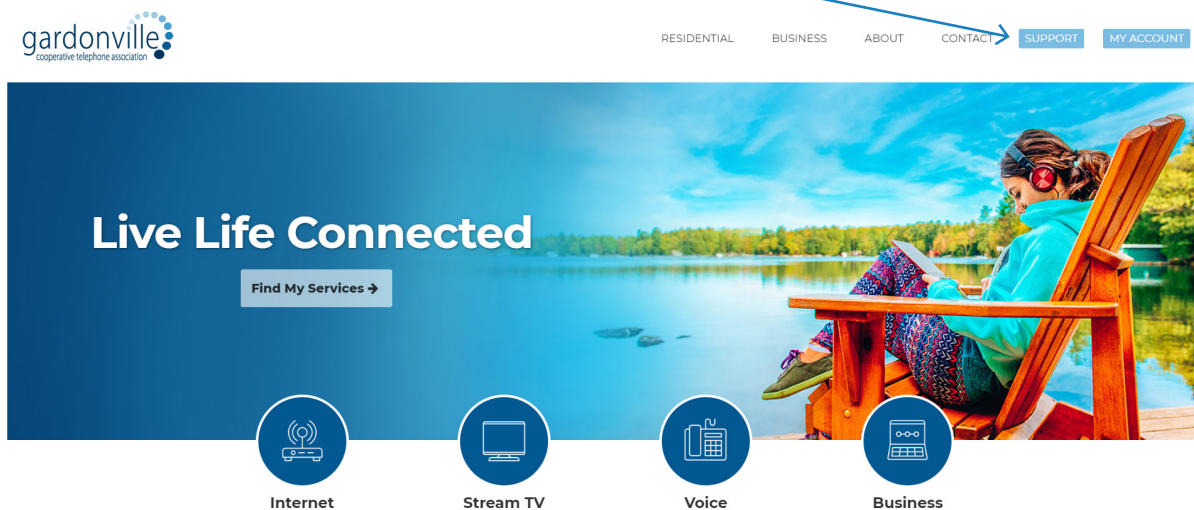 gardonville
cooperative telephone association
RESIDENTIAL BUSINESS ABOUT CONTACT SUPPORT MY ACCOUNT
Live Life Connected
Find My Services →
Internet Stream TV Voice Business